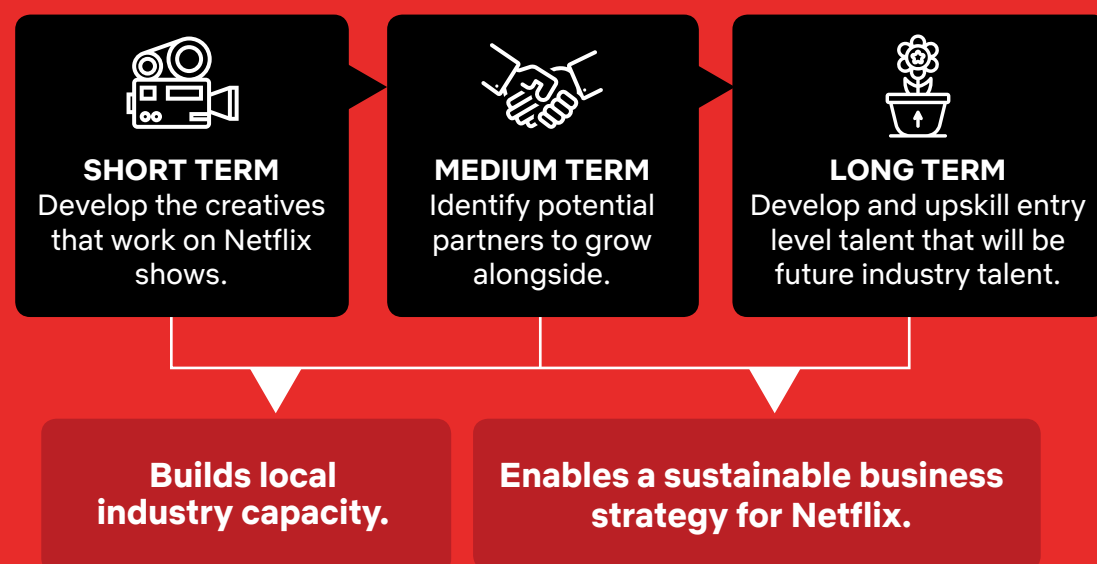 SHORT TERM
Develop the creatives
that work on Netflix
shows.
MEDIUM TERM
Identify potential
partners to grow
alongside.
LONG TERM
Develop and upskill entry
level talent that will be
future industry talent.
Builds local
industry capacity.
Enables a sustainable business
strategy for Netflix.